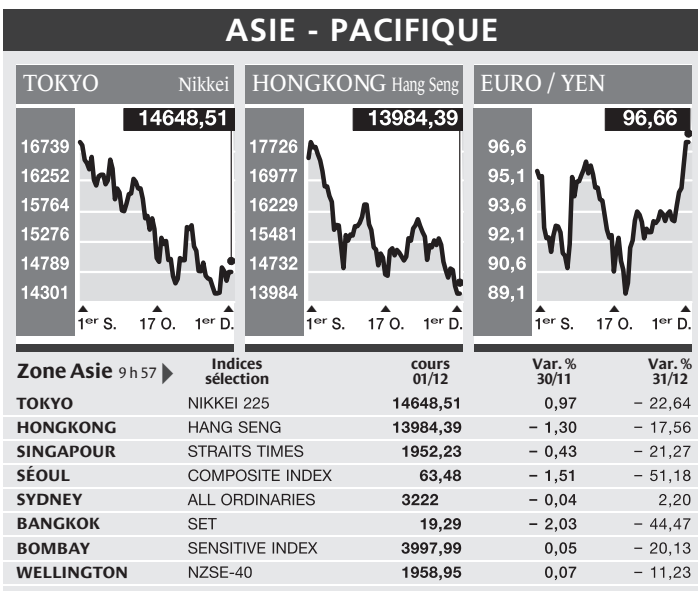 ASIE - PACIFIQUE
TOKYO Nikkei
14648,51
16739
16252
15764
15276
14789
14301
1er S. 17 O. 1er D.
HONGKONG Hang Seng
13984,39
17726
16977
16229
15481
14732
13984
1er S. 17 O. 1er D.
EURO / YEN
96,66
96,6
95,1
93,6
92,1
90,6
89,1
1er S. 17 O. 1er D.
Zone Asie 9 h 57 Indices sélection cours 01/12 Var. % 30/11 Var. % 31/12
TOKYO NIKKEI 225 14648,51 0,97 – 22,64
HONGKONG HANG SENG 13984,39 – 1,30 – 17,56
SINGAPOUR STRAITS TIMES 1952,23 – 0,43 – 21,27
SÉOUL COMPOSITE INDEX 63,48 – 1,51 – 51,18
SYDNEY ALL ORDINARIES 3222 – 0,04 2,20
BANGKOK SET 19,29 – 2,03 – 44,47
BOMBAY SENSITIVE INDEX 3997,99 0,05 – 20,13
WELLINGTON NZSE-40 1958,95 0,07 – 11,23